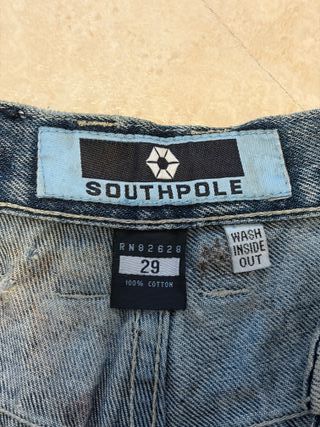 SOUTHPOLE
RN82628
29
100% COTTON
WASH
INSIDE
OUT